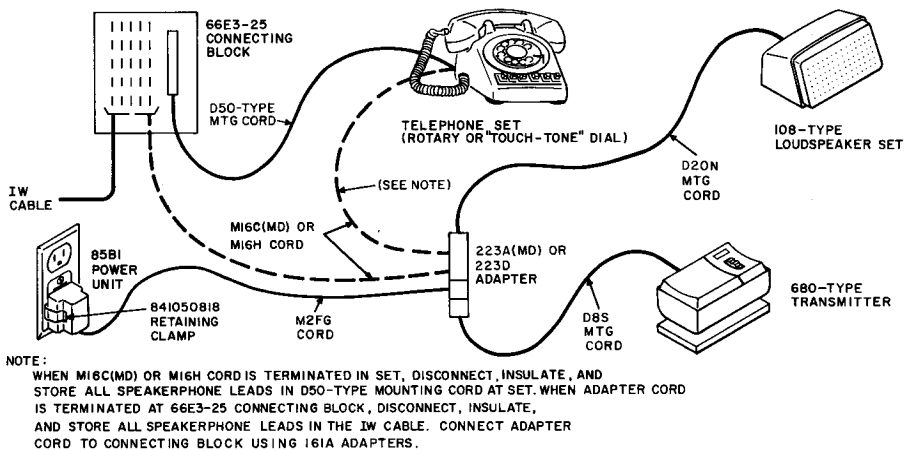 66E3-25
CONNECTING
BLOCK
D50-TYPE
MTG CORD
TELEPHONE SET
(ROTARY OR "TOUCH-TONE" DIAL)
108-TYPE
LOUDSPEAKER SET
D20N
MTG
CORD
(SEE NOTE)
IW
CABLE
M16C(MD) OR
M16H CORD
223A(MD) OR
223D
ADAPTER
85B1
POWER
UNIT
841050818
RETAINING
CLAMP
M2FG
CORD
D8S
MTG
CORD
680-TYPE
TRANSMITTER
NOTE:
WHEN M16C(MD) OR M16H CORD IS TERMINATED IN SET, DISCONNECT, INSULATE, AND
STORE ALL SPEAKERPHONE LEADS IN D50-TYPE MOUNTING CORD AT SET. WHEN ADAPTER CORD
IS TERMINATED AT 66E3-25 CONNECTING BLOCK, DISCONNECT, INSULATE,
AND STORE ALL SPEAKERPHONE LEADS IN THE IW CABLE. CONNECT ADAPTER
CORD TO CONNECTING BLOCK USING 161A ADAPTERS.